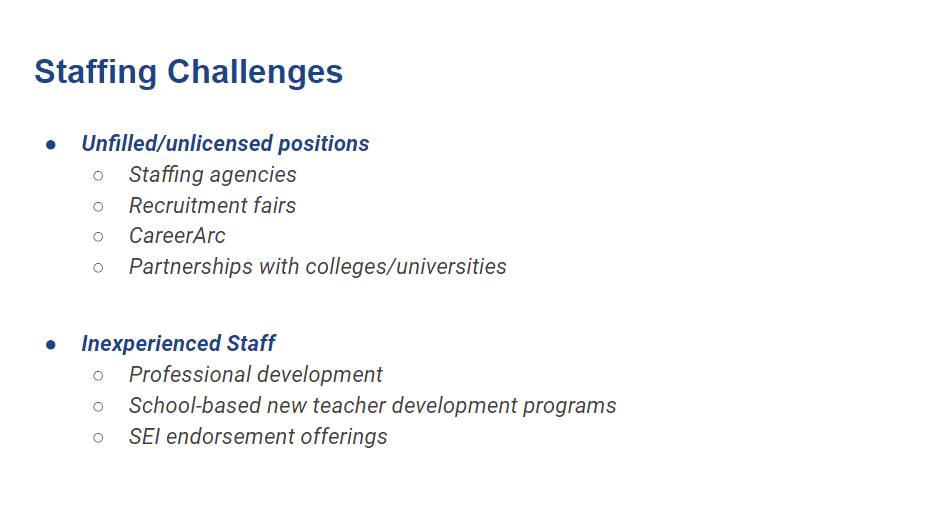 Staffing Challenges
● Unfilled/unlicensed positions
○ Staffing agencies
○ Recruitment fairs
○ CareerArc
○ Partnerships with colleges/universities
● Inexperienced Staff
○ Professional development
○ School-based new teacher development programs
○ SEI endorsement offerings